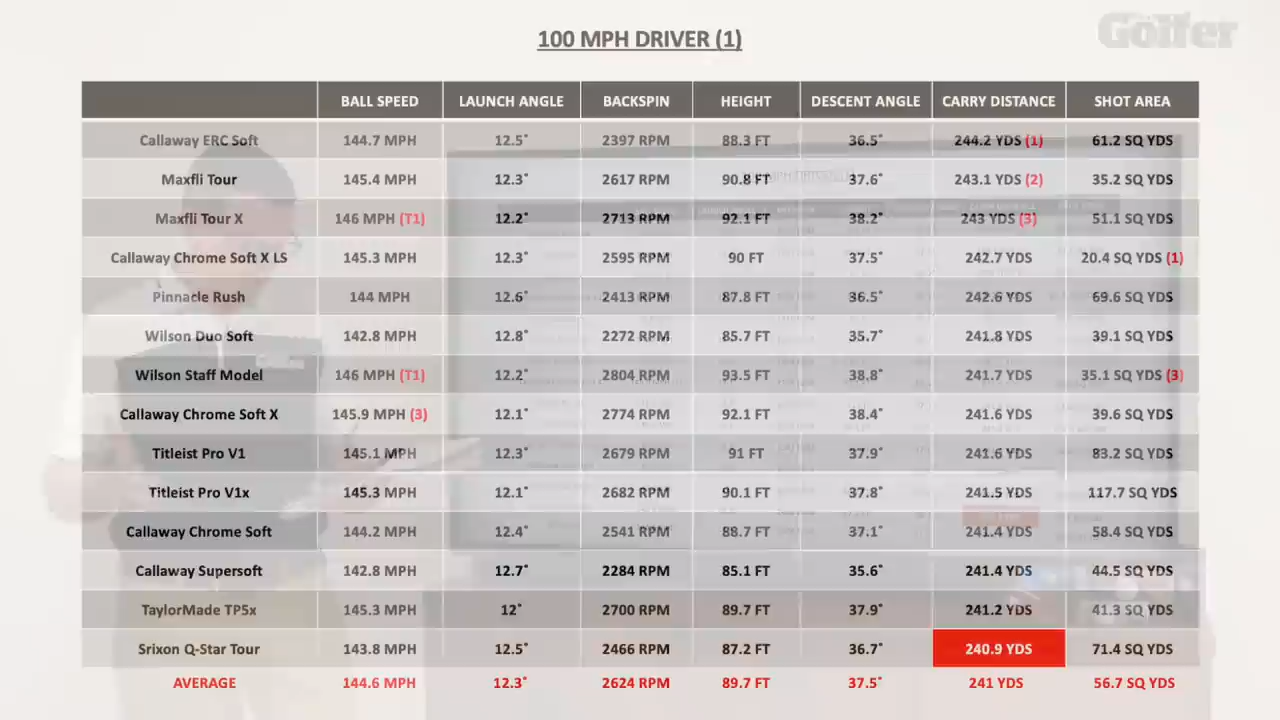 Golfer
100 MPH DRIVER (1)
BALL SPEED LAUNCH ANGLE BACKSPIN HEIGHT DESCENT ANGLE CARRY DISTANCE SHOT AREA
Callaway ERC Soft 144.7 MPH 12.5° 2397 RPM 88.3 FT 36.5° 244.2 YDS (1) 61.2 SQ YDS
Maxfli Tour 145.4 MPH 12.3° 2617 RPM 90.8 FT 37.6° 243.1 YDS (2) 35.2 SQ YDS
Maxfli Tour X 146 MPH (T1) 12.2° 2713 RPM 92.1 FT 38.2° 243 YDS (3) 51.1 SQ YDS
Callaway Chrome Soft X LS 145.3 MPH 12.3° 2595 RPM 90 FT 37.5° 242.7 YDS 20.4 SQ YDS (1)
Pinnacle Rush 144 MPH 12.6° 2413 RPM 87.8 FT 36.5° 242.6 YDS 69.6 SQ YDS
Wilson Duo Soft 142.8 MPH 12.8° 2272 RPM 85.7 FT 35.7° 241.8 YDS 39.1 SQ YDS
Wilson Staff Model 146 MPH (T1) 12.2° 2804 RPM 93.5 FT 38.8° 241.7 YDS 35.1 SQ YDS (3)
Callaway Chrome Soft X 145.9 MPH (3) 12.1° 2774 RPM 92.1 FT 38.4° 241.6 YDS 39.6 SQ YDS
Titleist Pro V1 145.1 MPH 12.3° 2679 RPM 91 FT 37.9° 241.6 YDS 83.2 SQ YDS
Titleist Pro V1x 145.3 MPH 12.1° 2682 RPM 90.1 FT 37.8° 241.5 YDS 117.7 SQ YDS
Callaway Chrome Soft 144.2 MPH 12.4° 2541 RPM 88.7 FT 37.1° 241.4 YDS 58.4 SQ YDS
Callaway Supersoft 142.8 MPH 12.7° 2284 RPM 85.1 FT 35.6° 241.4 YDS 44.5 SQ YDS
TaylorMade TP5x 145.3 MPH 12° 2700 RPM 89.7 FT 37.9° 241.2 YDS 41.3 SQ YDS
Srixon Q-Star Tour 143.8 MPH 12.5° 2466 RPM 87.2 FT 36.7° 240.9 YDS 71.4 SQ YDS
AVERAGE 144.6 MPH 12.3° 2624 RPM 89.7 FT 37.5° 241 YDS 56.7 SQ YDS